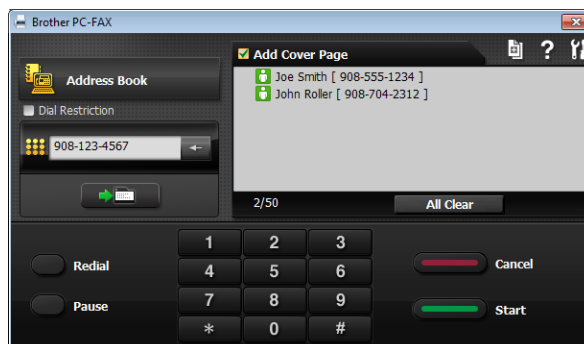 Brother PC-FAX
Address Book
Dial Restriction
908-123-4567
Add Cover Page
?
Joe Smith [ 908-555-1234 ]
John Roller [ 908-704-2312 ]
2/50
All Clear
Redial
Pause
1 2 3
4 5 6
7 8 9
* 0 #
Cancel
Start